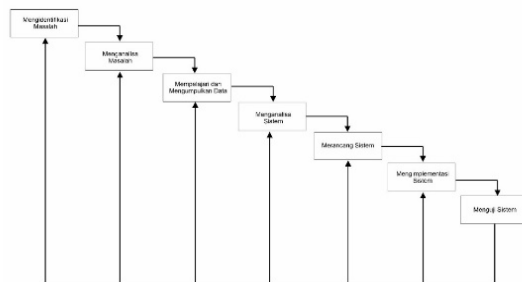 Mengidentifikasi
Masalah
Menganalisa
Masalah
Mempelajari dan
Mengumpulkan Data
Menganalisa
Sistem
Merancang Sistem
Mengimplementasi
Sistem
Menguji Sistem